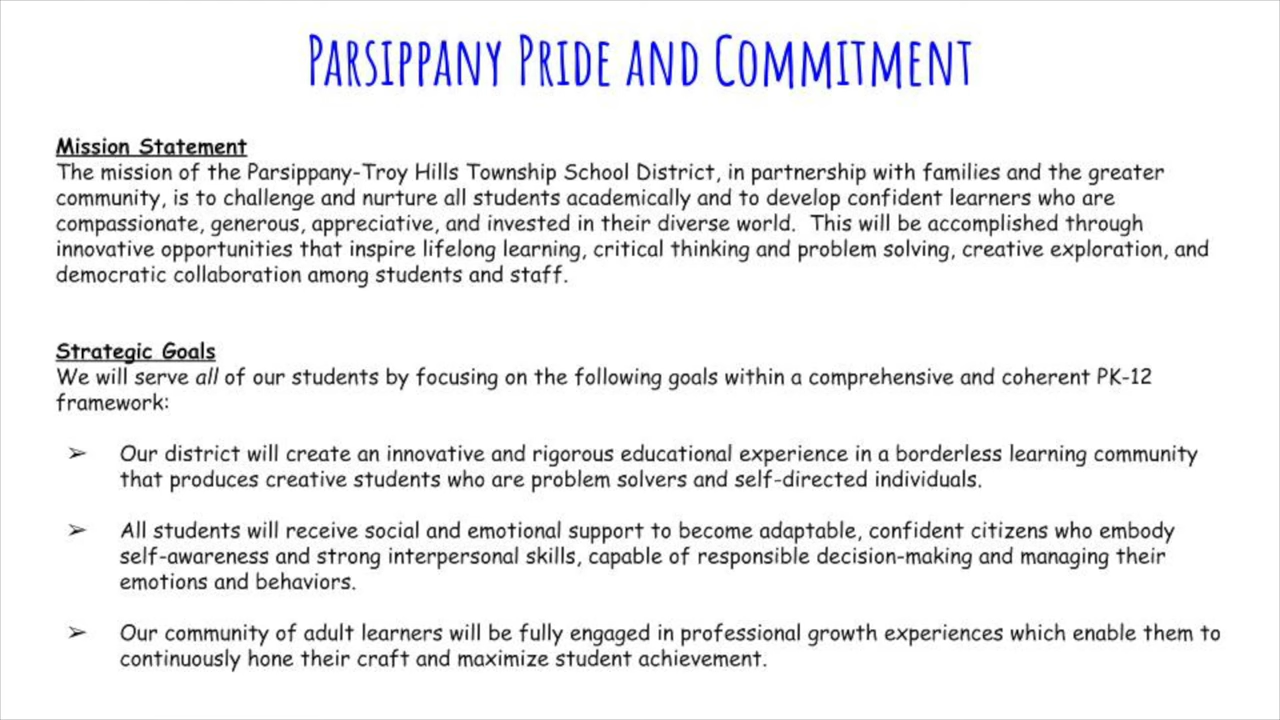 PARSIPPANY PRIDE AND COMMITMENT
Mission Statement
The mission of the Parsippany-Troy Hills Township School District, in partnership with families and the greater
community, is to challenge and nurture all students academically and to develop confident learners who are
compassionate, generous, appreciative, and invested in their diverse world.  This will be accomplished through
innovative opportunities that inspire lifelong learning, critical thinking and problem solving, creative exploration, and
democratic collaboration among students and staff.
Strategic Goals
We will serve all of our students by focusing on the following goals within a comprehensive and coherent PK-12
framework:
➢ Our district will create an innovative and rigorous educational experience in a borderless learning community
that produces creative students who are problem solvers and self-directed individuals.
➢ All students will receive social and emotional support to become adaptable, confident citizens who embody
self-awareness and strong interpersonal skills, capable of responsible decision-making and managing their
emotions and behaviors.
➢ Our community of adult learners will be fully engaged in professional growth experiences which enable them to
continuously hone their craft and maximize student achievement.